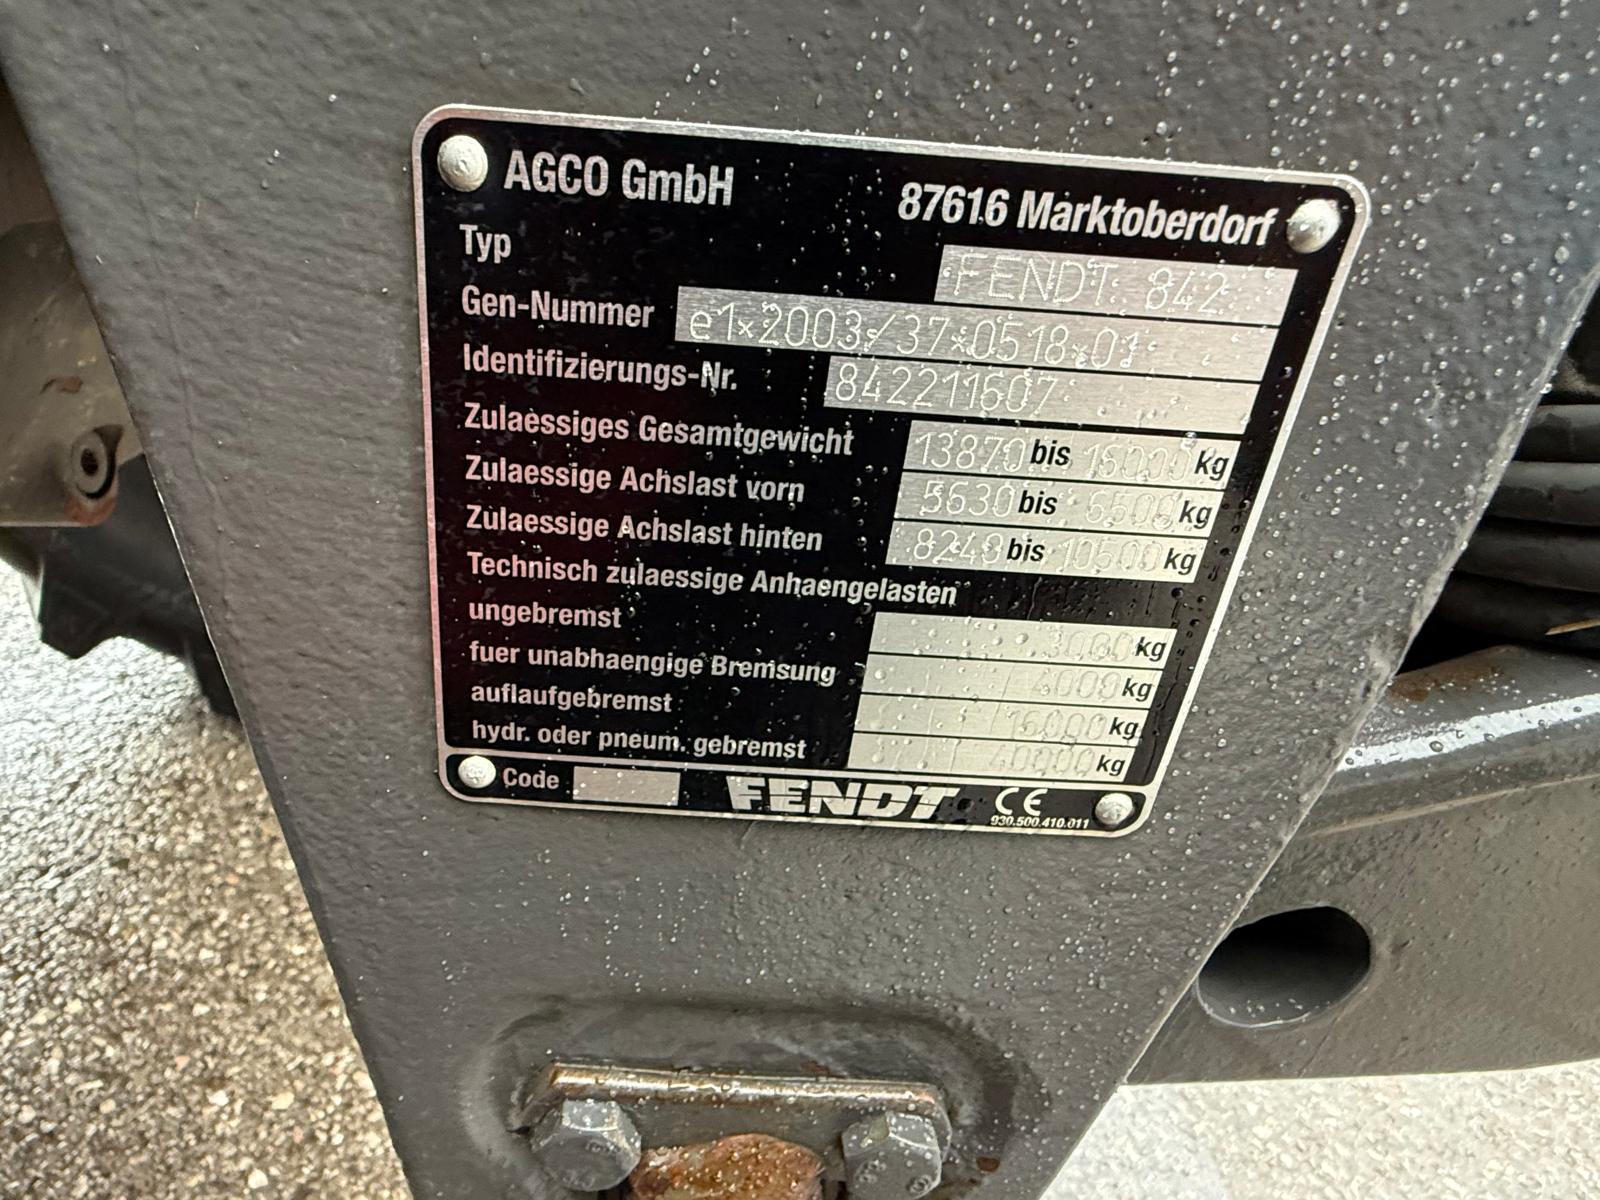 AGCO GmbH
87616 Marktoberdorf
Typ FENDT 842
Gen-Nummer e1*2003/37*0518*01
Identifizierungs-Nr. 842211607
Zulaessiges Gesamtgewicht 13870 bis 16000 kg
Zulaessige Achslast vorn 5630 bis 6500 kg
Zulaessige Achslast hinten 8240 bis 10500 kg
Technisch zulaessige Anhaengelasten
ungebremst kg
fuer unabhaengige Bremsung 4000 kg
auflaufgebremst 16000 kg
hydr. oder pneum. gebremst 40000 kg
Code FENDT CE
930.500.410.011